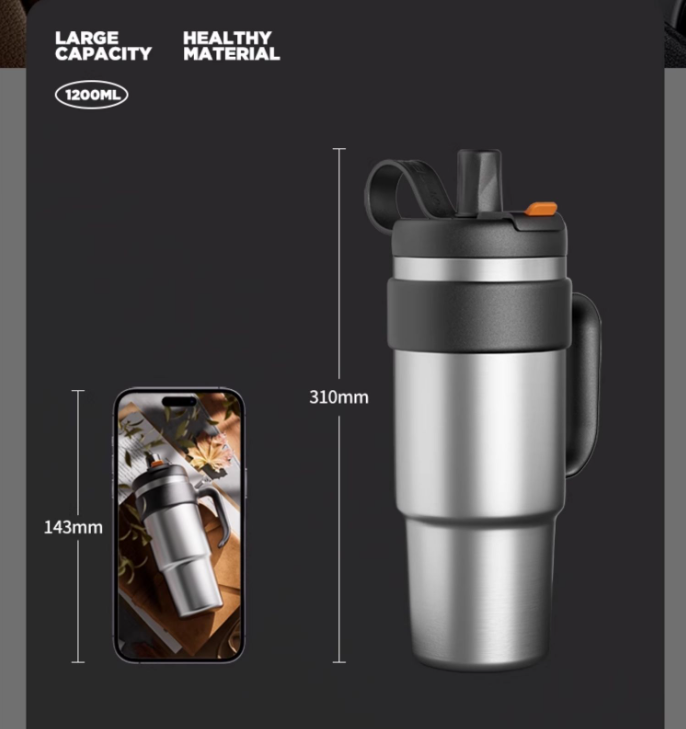 LARGE
CAPACITY
HEALTHY
MATERIAL
1200ML
310mm
143mm